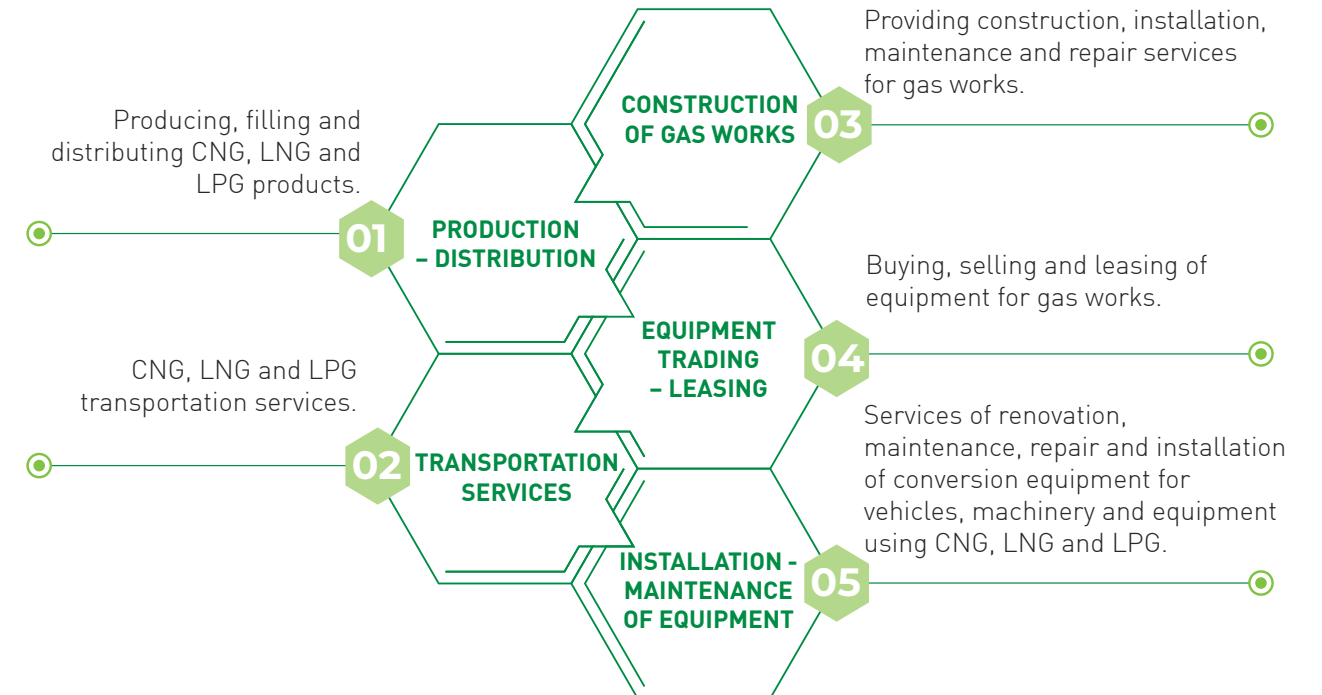 Producing, filling and
distributing CNG, LNG and
LPG products.
01
PRODUCTION
– DISTRIBUTION
CNG, LNG and LPG
transportation services.
02
TRANSPORTATION
SERVICES
Providing construction, installation,
maintenance and repair services
for gas works.
CONSTRUCTION
OF GAS WORKS
03
Buying, selling and leasing of
equipment for gas works.
EQUIPMENT
TRADING
– LEASING
04
Services of renovation,
maintenance, repair and installation
of conversion equipment for
vehicles, machinery and equipment
using CNG, LNG and LPG.
INSTALLATION -
MAINTENANCE
OF EQUIPMENT
05